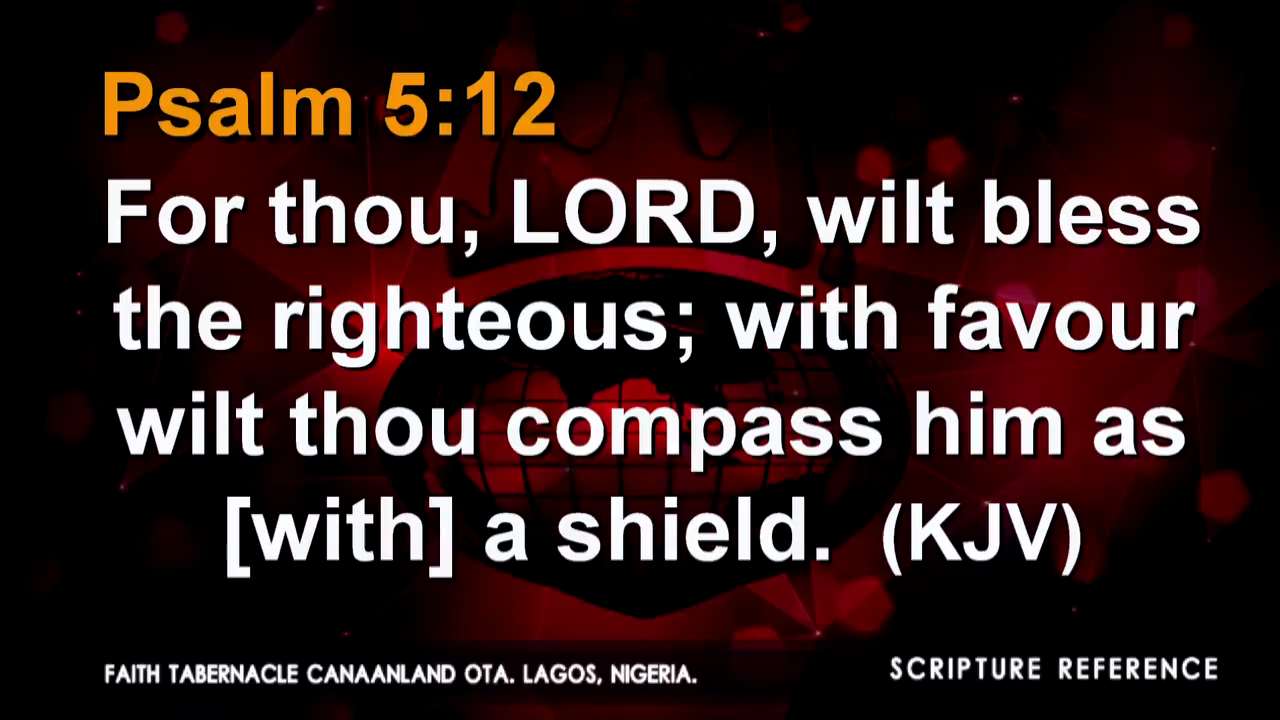 Psalm 5:12
For thou, LORD, wilt bless
the righteous; with favour
wilt thou compass him as
[with] a shield. (KJV)
FAITH TABERNACLE CANAANLAND OTA. LAGOS, NIGERIA.
SCRIPTURE REFERENCE